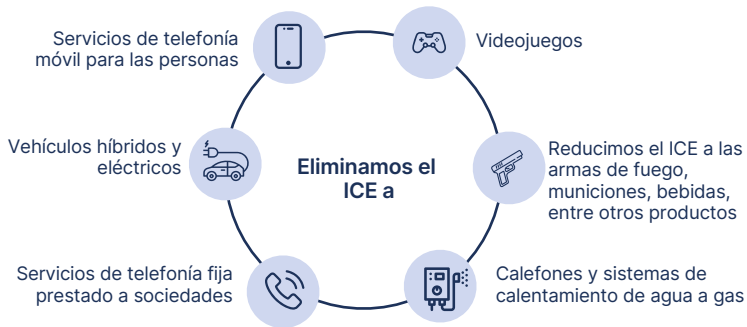 Servicios de telefonía
móvil para las personas
Videojuegos
Vehículos híbridos y
eléctricos
Eliminamos el
ICE a
Reducimos el ICE a las
armas de fuego,
municiones, bebidas,
entre otros productos
Servicios de telefonía fija
prestado a sociedades
Calefones y sistemas de
calentamiento de agua a gas